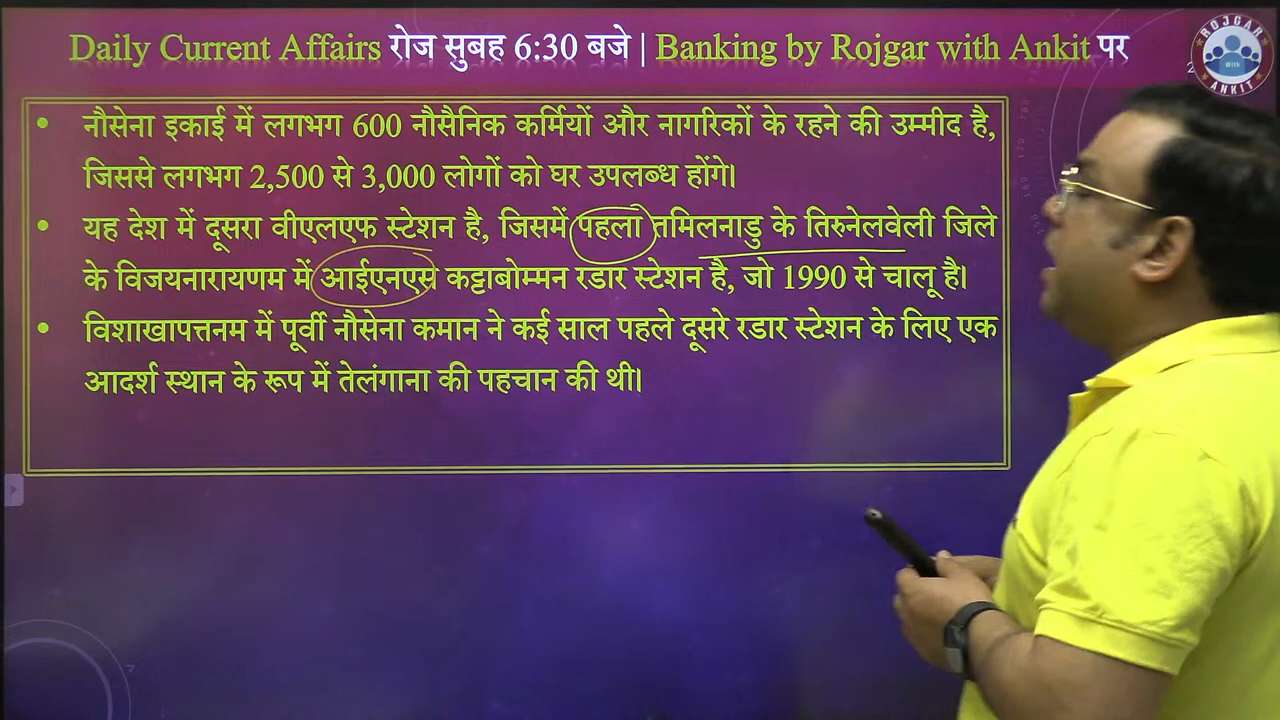 Daily Current Affairs रोज सुबह 6:30 बजे | Banking by Rojgar with Ankit पर
ROJGAR
WITH
ANKIT
• नौसेना इकाई में लगभग 600 नौसैनिक कर्मियों और नागरिकों के रहने की उम्मीद है,
जिससे लगभग 2,500 से 3,000 लोगों को घर उपलब्ध होंगे।
• यह देश में दूसरा वीएलएफ स्टेशन है, जिसमें पहला तमिलनाडु के तिरुनेलवेली जिले
के विजयनारायणम में आईएनएस कट्टाबोम्मन रडार स्टेशन है, जो 1990 से चालू है।
• विशाखापत्तनम में पूर्वी नौसेना कमान ने कई साल पहले दूसरे रडार स्टेशन के लिए एक
आदर्श स्थान के रूप में तेलंगाना की पहचान की थी।